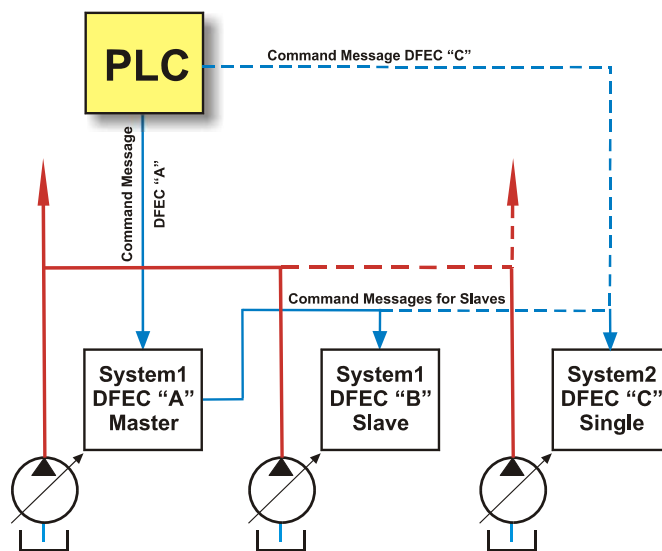 PLC
Command Message DFEC “C”
Command Message
DFEC “A”
Command Messages for Slaves
System1
DFEC “A”
Master
System1
DFEC “B”
Slave
System2
DFEC “C”
Single